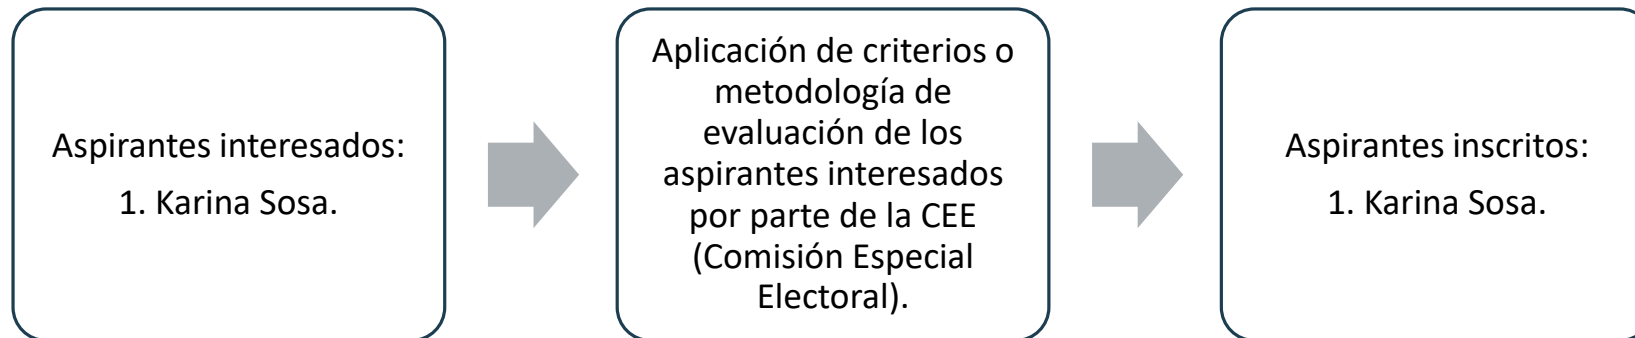 Aspirantes interesados:
1. Karina Sosa.
Aplicación de criterios o
metodología de
evaluación de los
aspirantes interesados
por parte de la CEE
(Comisión Especial
Electoral).
Aspirantes inscritos:
1. Karina Sosa.